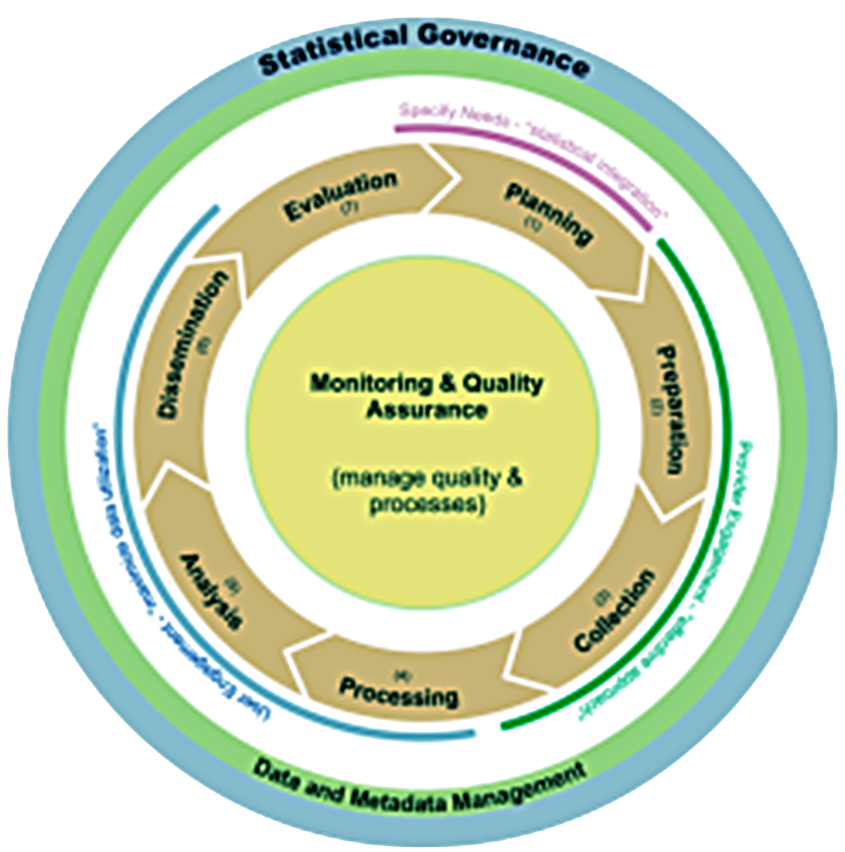 Statistical Governance
Specify Needs - "statistical integration"
Evaluation
(7)
Planning
(1)
Dissemination
(6)
Preparation
(2)
Monitoring & Quality
Assurance
(manage quality &
processes)
Provider Engagement - "effective approach"
User Engagement - "maximise data utilization"
Analysis
(5)
Collection
(3)
Processing
(4)
Data and Metadata Management